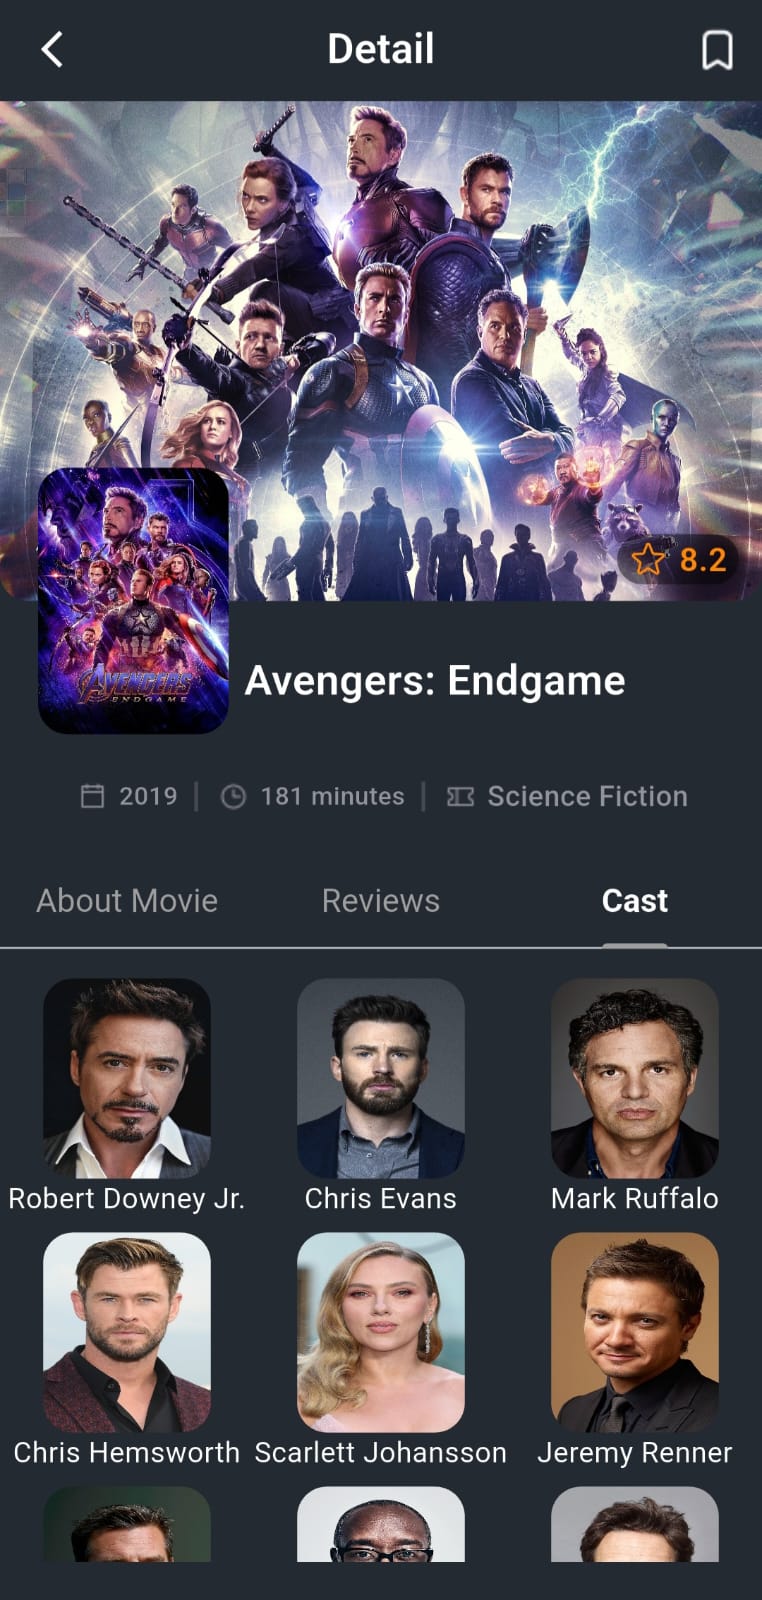 Detail
8.2
AVENGERS
ENDGAME
Avengers: Endgame
2019
181 minutes
Science Fiction
About Movie
Reviews
Cast
Robert Downey Jr.
Chris Evans
Mark Ruffalo
Chris Hemsworth
Scarlett Johansson
Jeremy Renner